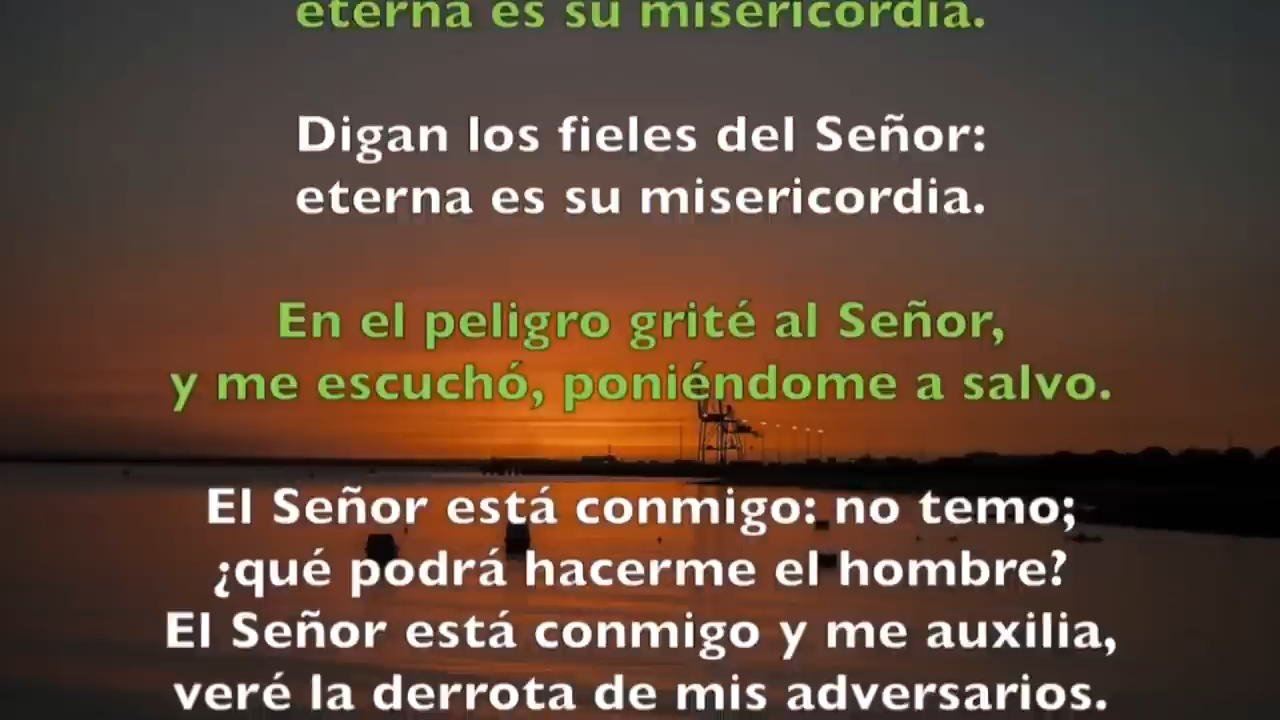 eterna es su misericordia.
Digan los fieles del Señor:
eterna es su misericordia.
En el peligro grité al Señor,
y me escuchó, poniéndome a salvo.
El Señor está conmigo: no temo;
¿qué podrá hacerme el hombre?
El Señor está conmigo y me auxilia,
veré la derrota de mis adversarios.